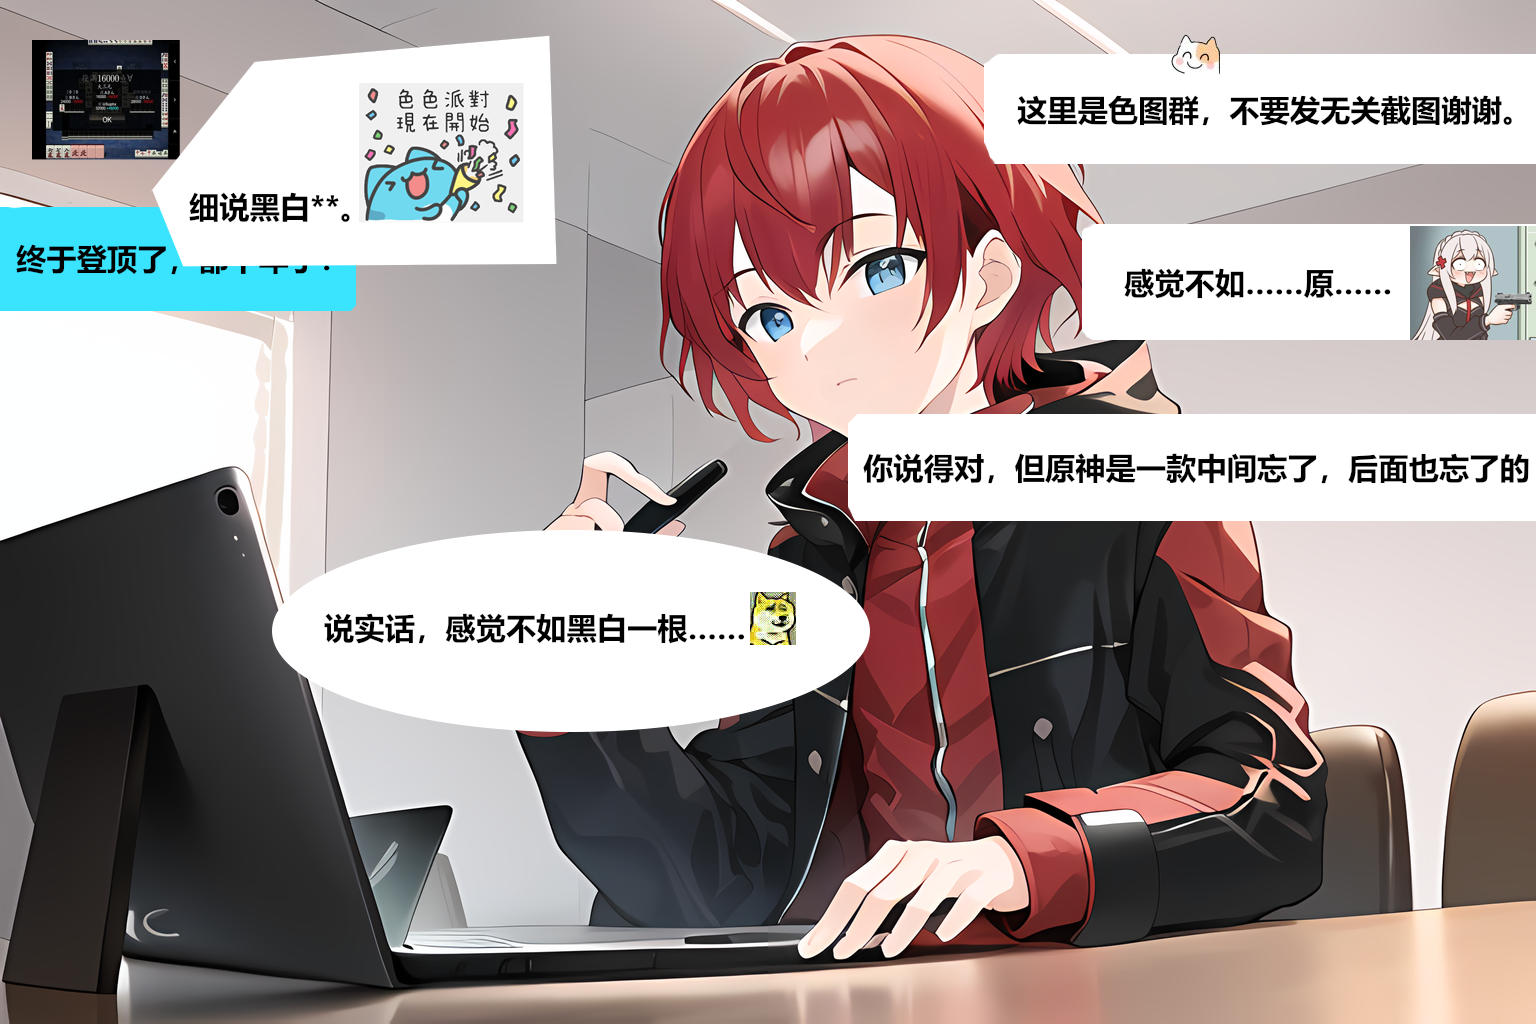 16000
OK
色色派對
現在開始
细说黑白**。
终于登顶了，
这里是色图群，不要发无关截图谢谢。
感觉不如……原……
你说得对，但原神是一款中间忘了，后面也忘了的
说实话，感觉不如黑白一根……